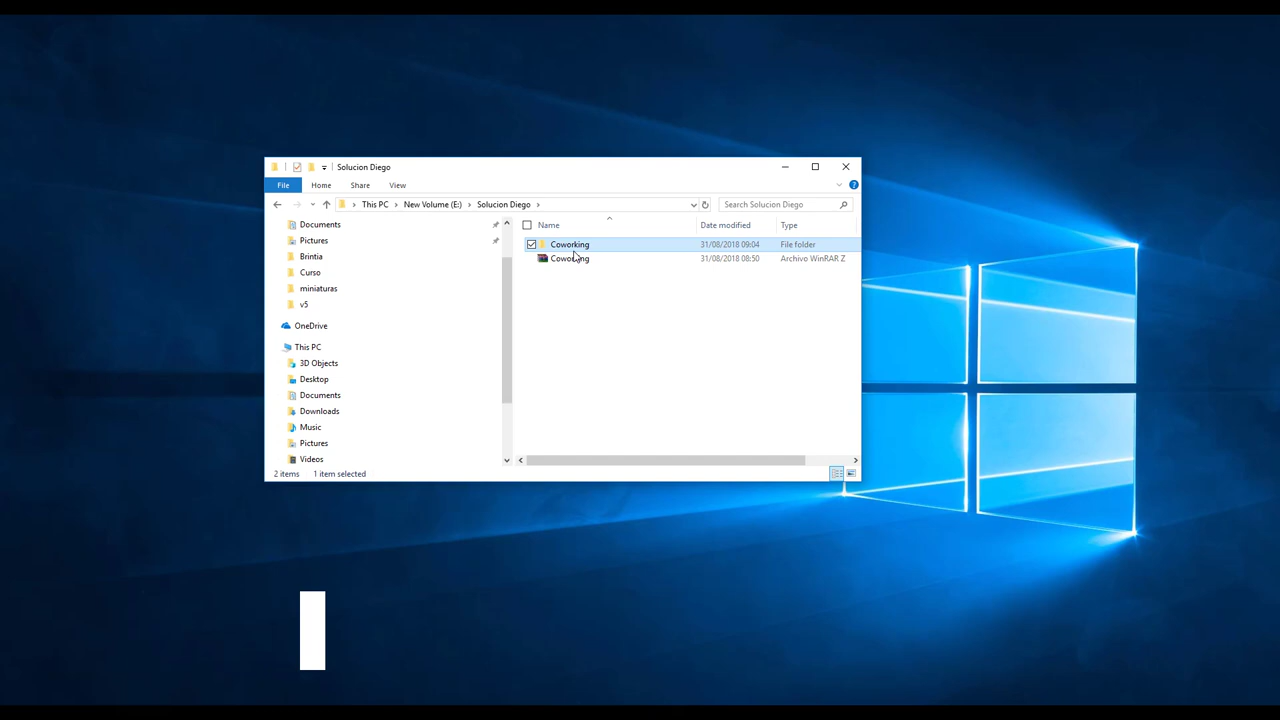 Solucion Diego
File Home Share View
This PC New Volume (E:) Solucion Diego Search Solucion Diego
Documents
Pictures
Brintia
Curso
miniaturas
v5
OneDrive
This PC
3D Objects
Desktop
Documents
Downloads
Music
Pictures
Videos
Name Date modified Type
Coworking 31/08/2018 09:04 File folder
Coworking 31/08/2018 08:50 Archivo WinRAR Z
2 items 1 item selected